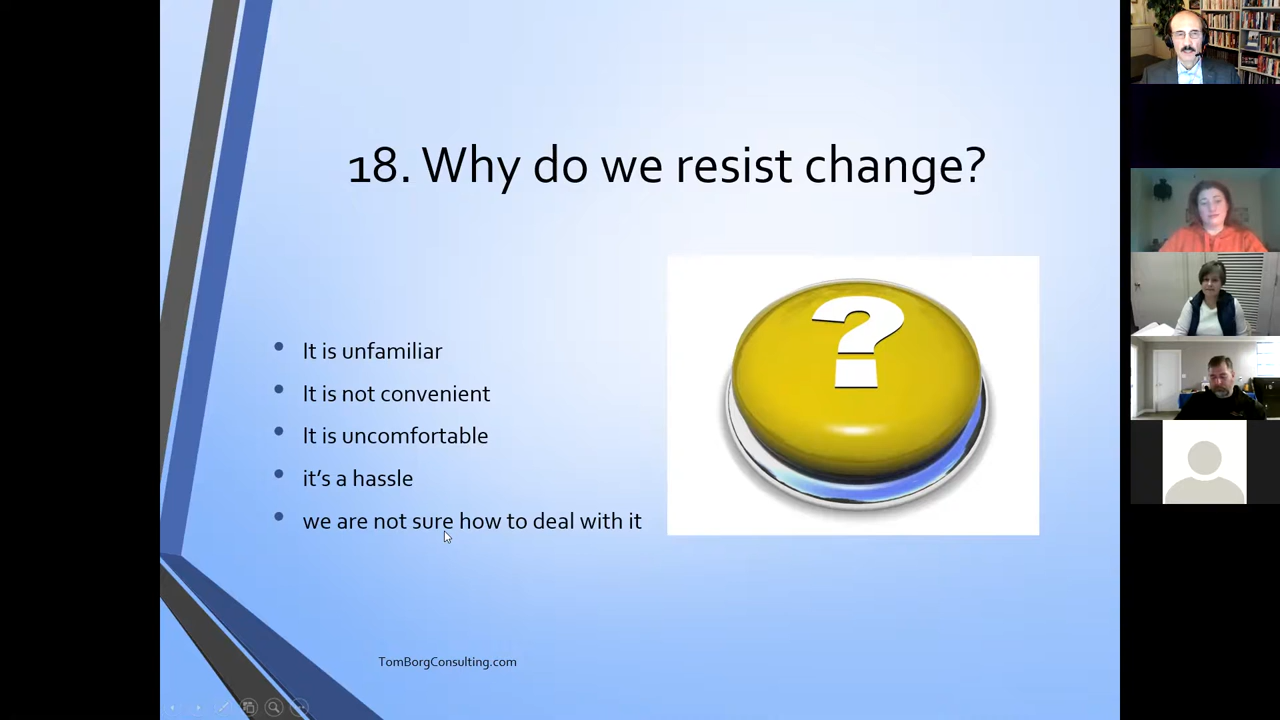 18. Why do we resist change?
It is unfamiliar
It is not convenient
It is uncomfortable
it’s a hassle
we are not sure how to deal with it
?
TomBorgConsulting.com